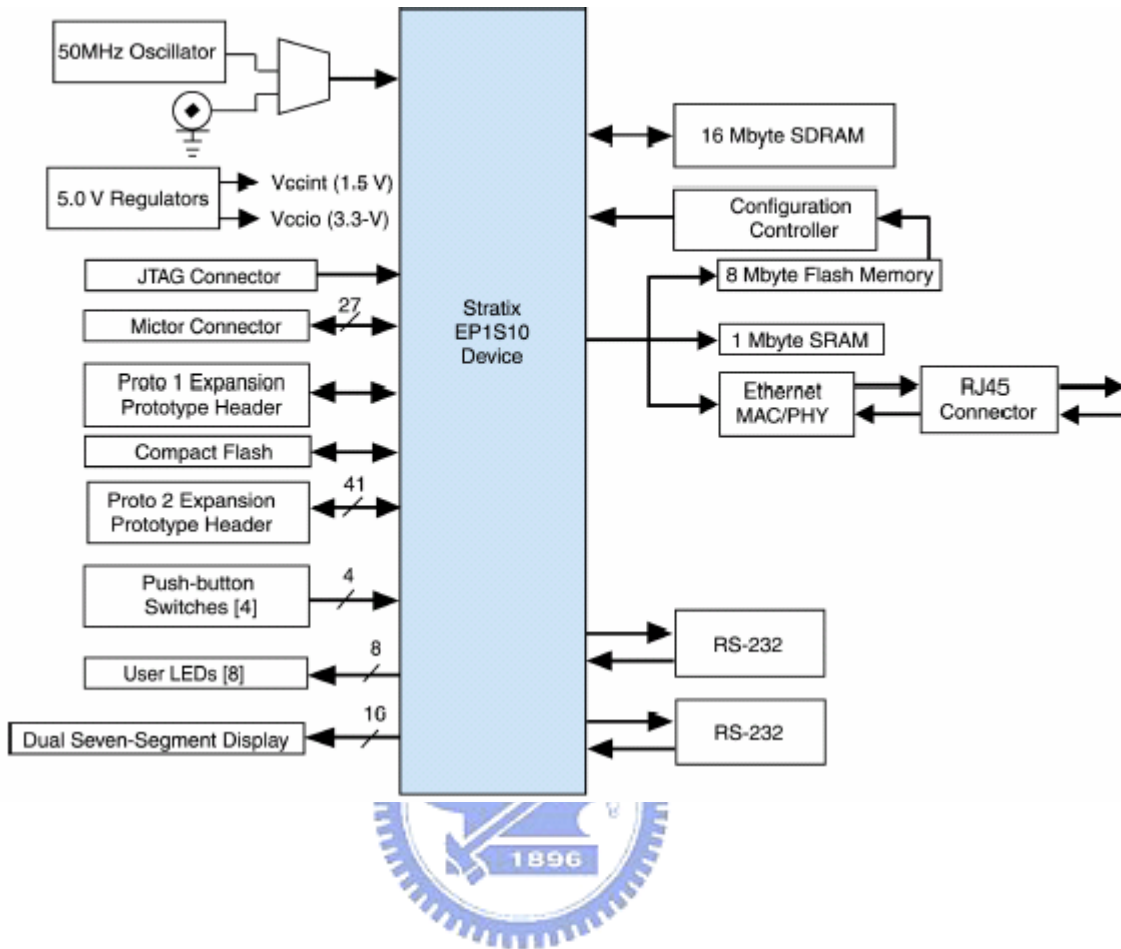 50MHz Oscillator
5.0 V Regulators
Vccint (1.5 V)
Vccio (3.3-V)
JTAG Connector
Mictor Connector
27
Proto 1 Expansion
Prototype Header
Compact Flash
Proto 2 Expansion
Prototype Header
41
Push-button
Switches [4]
4
User LEDs [8]
8
Dual Seven-Segment Display
16
Stratix
EP1S10
Device
16 Mbyte SDRAM
Configuration
Controller
8 Mbyte Flash Memory
1 Mbyte SRAM
Ethernet
MAC/PHY
RJ45
Connector
RS-232
RS-232
1896